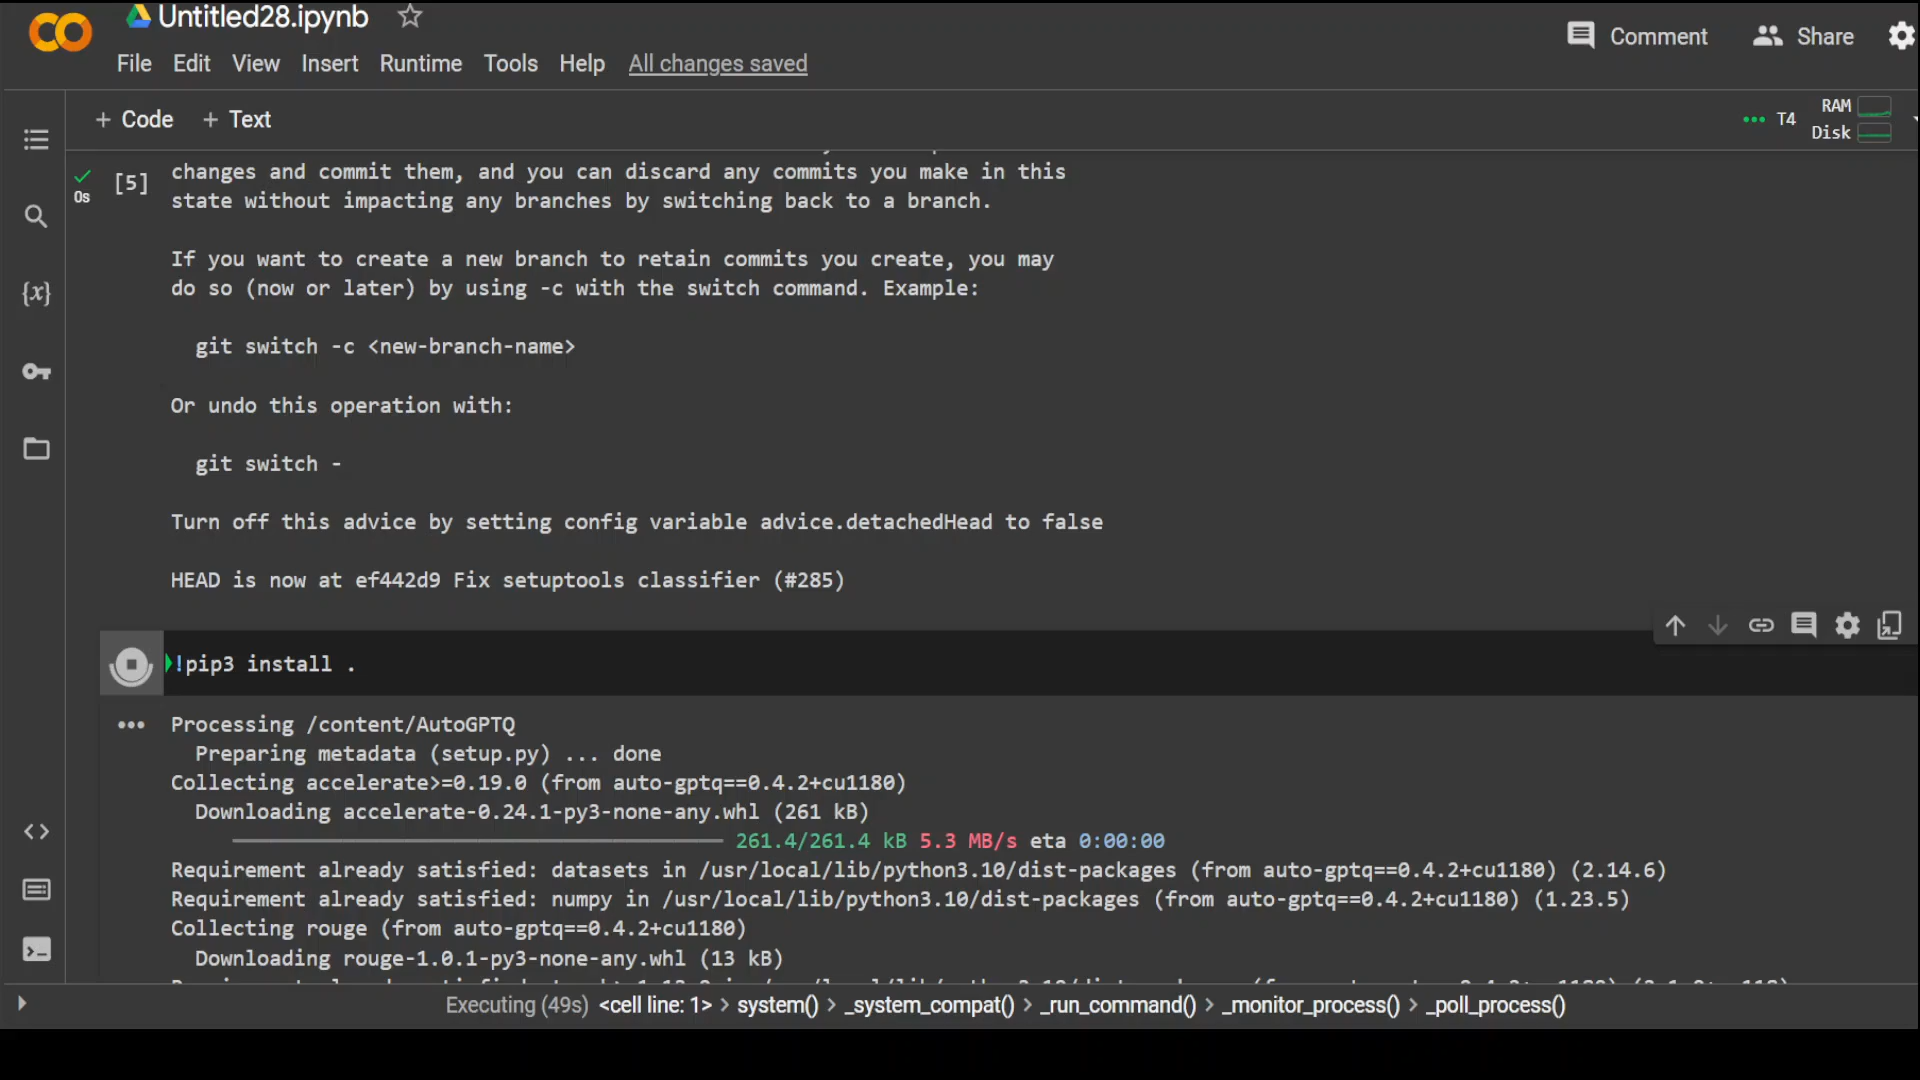 Untitled28.ipynb
File Edit View Insert Runtime Tools Help All changes saved
Comment Share
+ Code + Text
T4 RAM
Disk
0s
[5]
changes and commit them, and you can discard any commits you make in this
state without impacting any branches by switching back to a branch.
If you want to create a new branch to retain commits you create, you may
do so (now or later) by using -c with the switch command. Example:
git switch -c <new-branch-name>
Or undo this operation with:
git switch -
Turn off this advice by setting config variable advice.detachedHead to false
HEAD is now at ef442d9 Fix setuptools classifier (#285)
!pip3 install .
Processing /content/AutoGPTQ
Preparing metadata (setup.py) ... done
Collecting accelerate>=0.19.0 (from auto-gptq==0.4.2+cu1180)
Downloading accelerate-0.24.1-py3-none-any.whl (261 kB)
261.4/261.4 kB 5.3 MB/s eta 0:00:00
Requirement already satisfied: datasets in /usr/local/lib/python3.10/dist-packages (from auto-gptq==0.4.2+cu1180) (2.14.6)
Requirement already satisfied: numpy in /usr/local/lib/python3.10/dist-packages (from auto-gptq==0.4.2+cu1180) (1.23.5)
Collecting rouge (from auto-gptq==0.4.2+cu1180)
Downloading rouge-1.0.1-py3-none-any.whl (13 kB)
Executing (49s) <cell line: 1> > system() > _system_compat() > _run_command() > _monitor_process() > _poll_process()